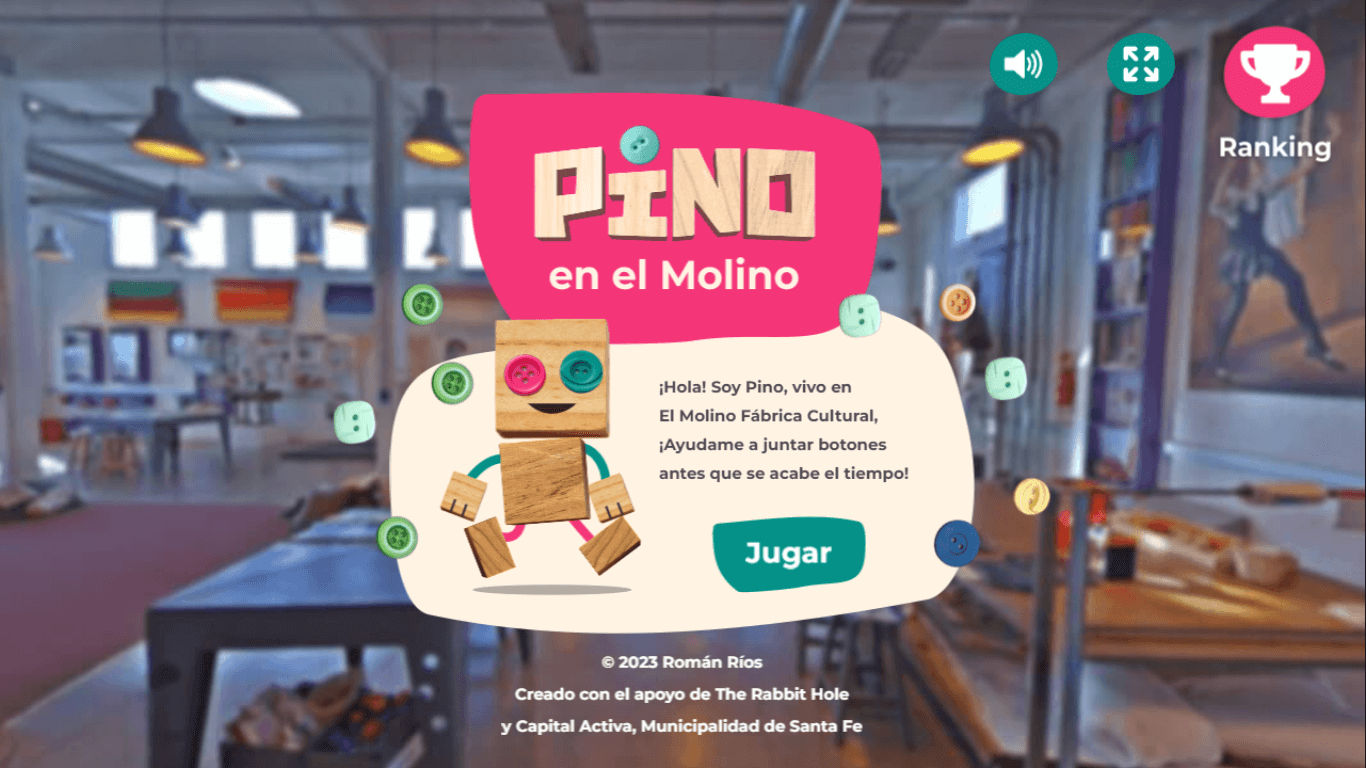 PiNO
en el Molino
Ranking
¡Hola! Soy Pino, vivo en
El Molino Fábrica Cultural,
¡Ayudame a juntar botones
antes que se acabe el tiempo!
Jugar
© 2023 Román Ríos
Creado con el apoyo de The Rabbit Hole
y Capital Activa, Municipalidad de Santa Fe